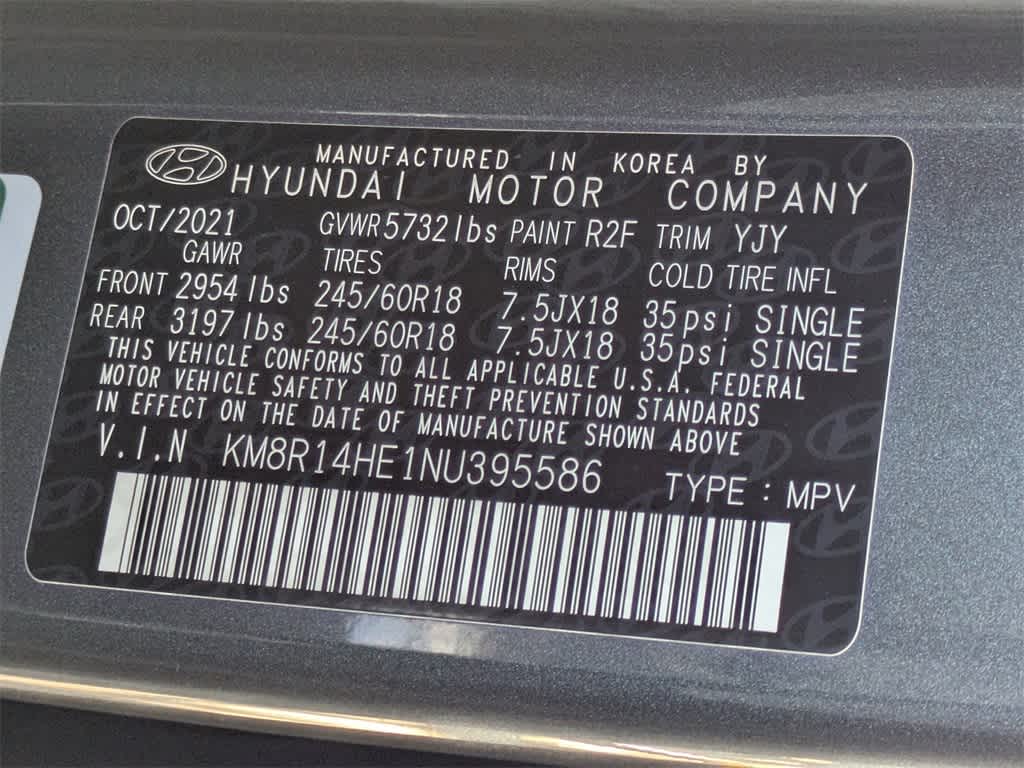 MANUFACTURED IN KOREA BY
HYUNDAI MOTOR COMPANY
OCT/2021 GVWR 5732 lbs PAINT R2F TRIM YJY
GAWR TIRES RIMS COLD TIRE INFL
FRONT 2954 lbs 245/60R18 7.5JX18 35psi SINGLE
REAR 3197 lbs 245/60R18 7.5JX18 35psi SINGLE
THIS VEHICLE CONFORMS TO ALL APPLICABLE U.S.A. FEDERAL
MOTOR VEHICLE SAFETY AND THEFT PREVENTION STANDARDS
IN EFFECT ON THE DATE OF MANUFACTURE SHOWN ABOVE
V.I.N KM8R14HE1NU395586 TYPE : MPV